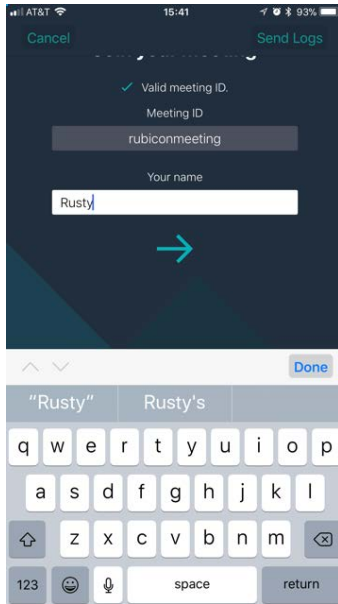 AT&T 15:41 93%
Cancel Send Logs
✓ Valid meeting ID.
Meeting ID
rubiconmeeting
Your name
Rusty
Done
“Rusty” Rusty's
q w e r t y u i o p
a s d f g h j k l
z x c v b n m
123 space return